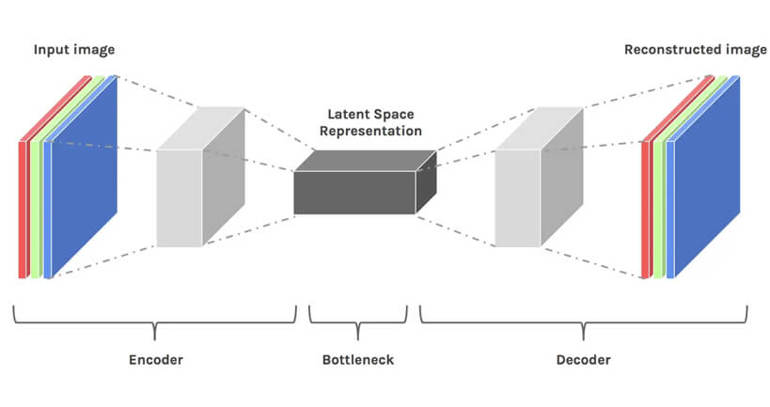 Input image
Reconstructed image
Latent Space
Representation
Encoder
Bottleneck
Decoder